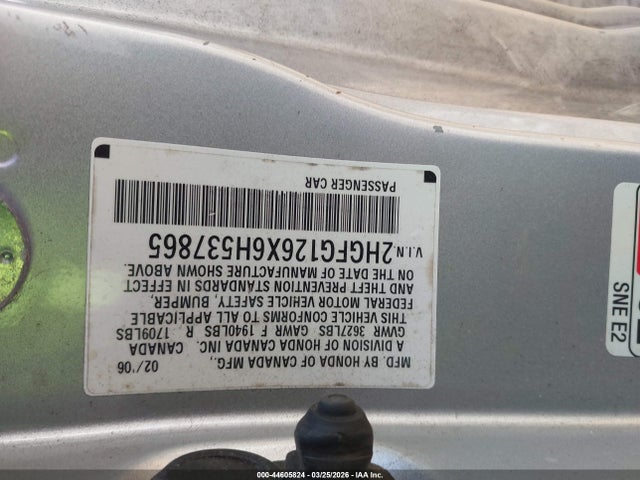 MFD. BY HONDA OF CANADA MFG., 02/'06
A DIVISION OF HONDA CANADA INC. CANADA
GVWR 3627LBS GAWR F 1940LBS R 1709LBS
THIS VEHICLE CONFORMS TO ALL APPLICABLE
FEDERAL MOTOR VEHICLE SAFETY, BUMPER,
AND THEFT PREVENTION STANDARDS IN EFFECT
ON THE DATE OF MANUFACTURE SHOWN ABOVE.
V.I.N. 2HGFG126X6H537865
PASSENGER CAR
SNE E2
000-44605824 — 03/25/2026 — IAA Inc.